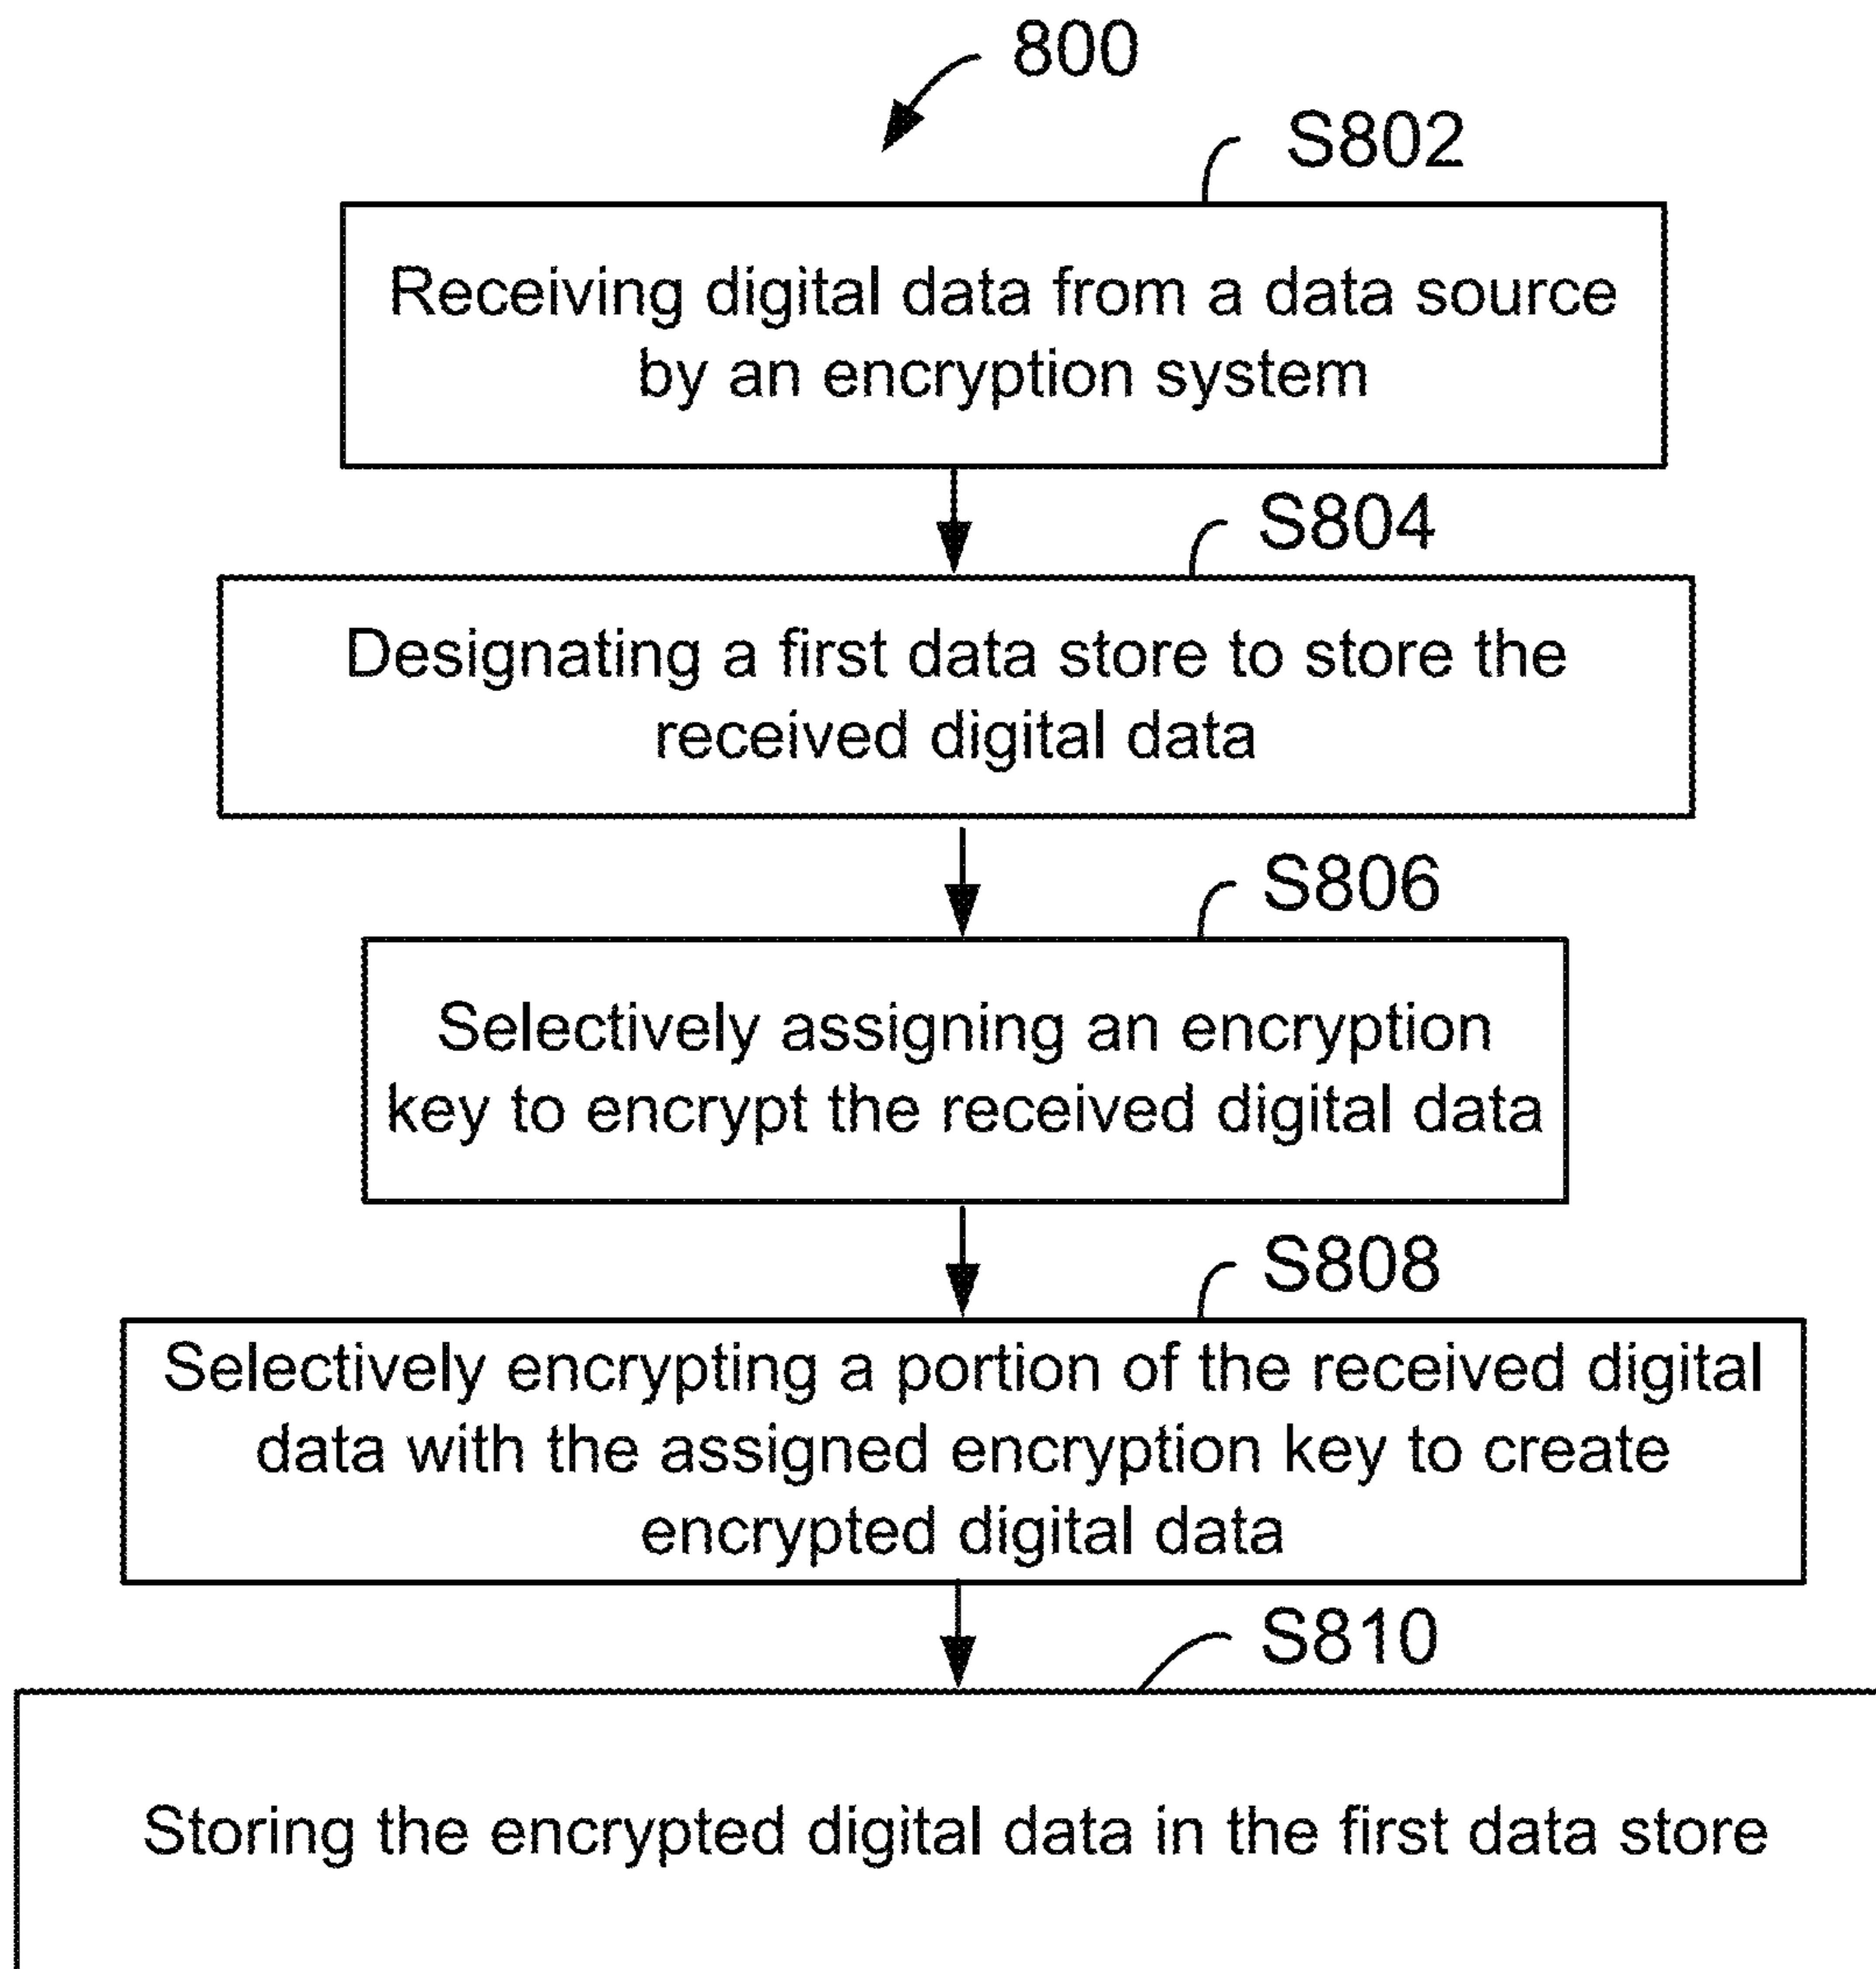 800
S802
Receiving digital data from a data source
by an encryption system
S804
Designating a first data store to store the
received digital data
S806
Selectively assigning an encryption
key to encrypt the received digital data
S808
Selectively encrypting a portion of the received digital
data with the assigned encryption key to create
encrypted digital data
S810
Storing the encrypted digital data in the first data store